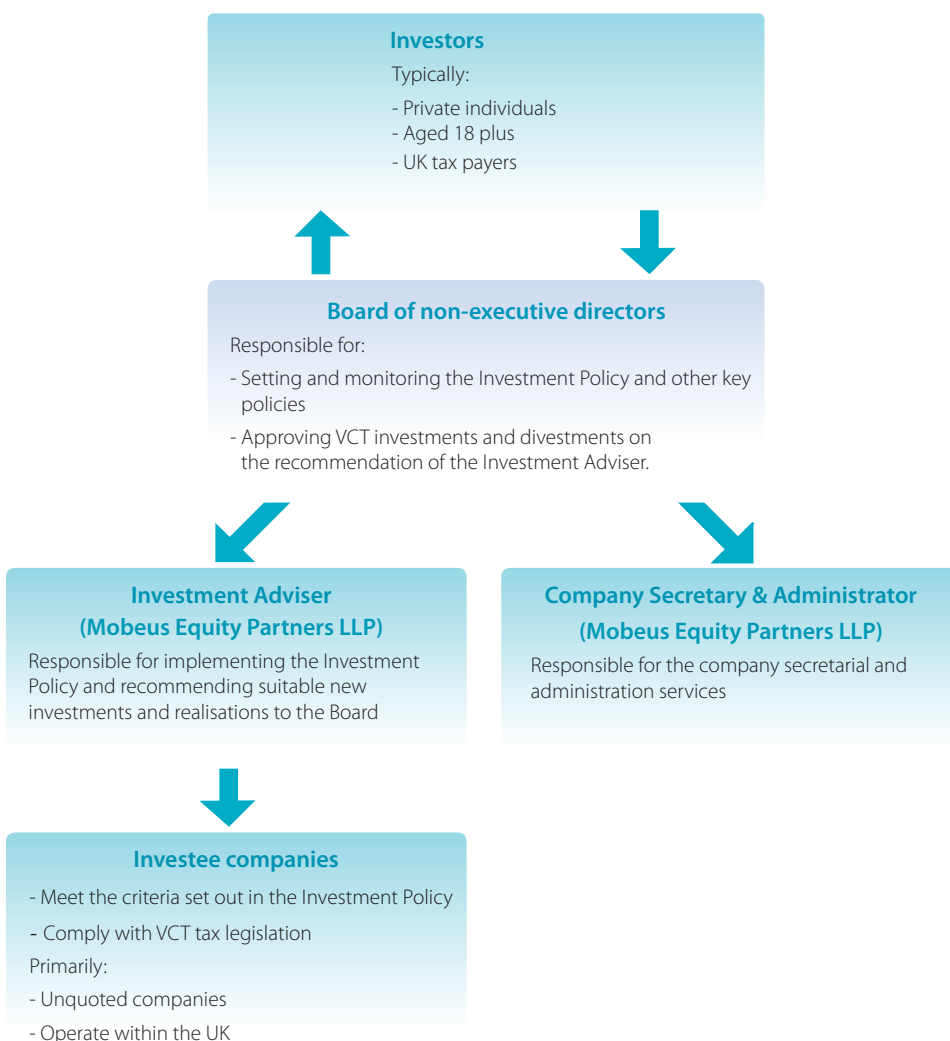 Investors
Typically:
- Private individuals
- Aged 18 plus
- UK tax payers
Board of non-executive directors
Responsible for:
- Setting and monitoring the Investment Policy and other key
policies
- Approving VCT investments and divestments on
the recommendation of the Investment Adviser.
Investment Adviser
(Mobeus Equity Partners LLP)
Responsible for implementing the Investment
Policy and recommending suitable new
investments and realisations to the Board
Company Secretary & Administrator
(Mobeus Equity Partners LLP)
Responsible for the company secretarial and
administration services
Investee companies
- Meet the criteria set out in the Investment Policy
- Comply with VCT tax legislation
Primarily:
- Unquoted companies
- Operate within the UK